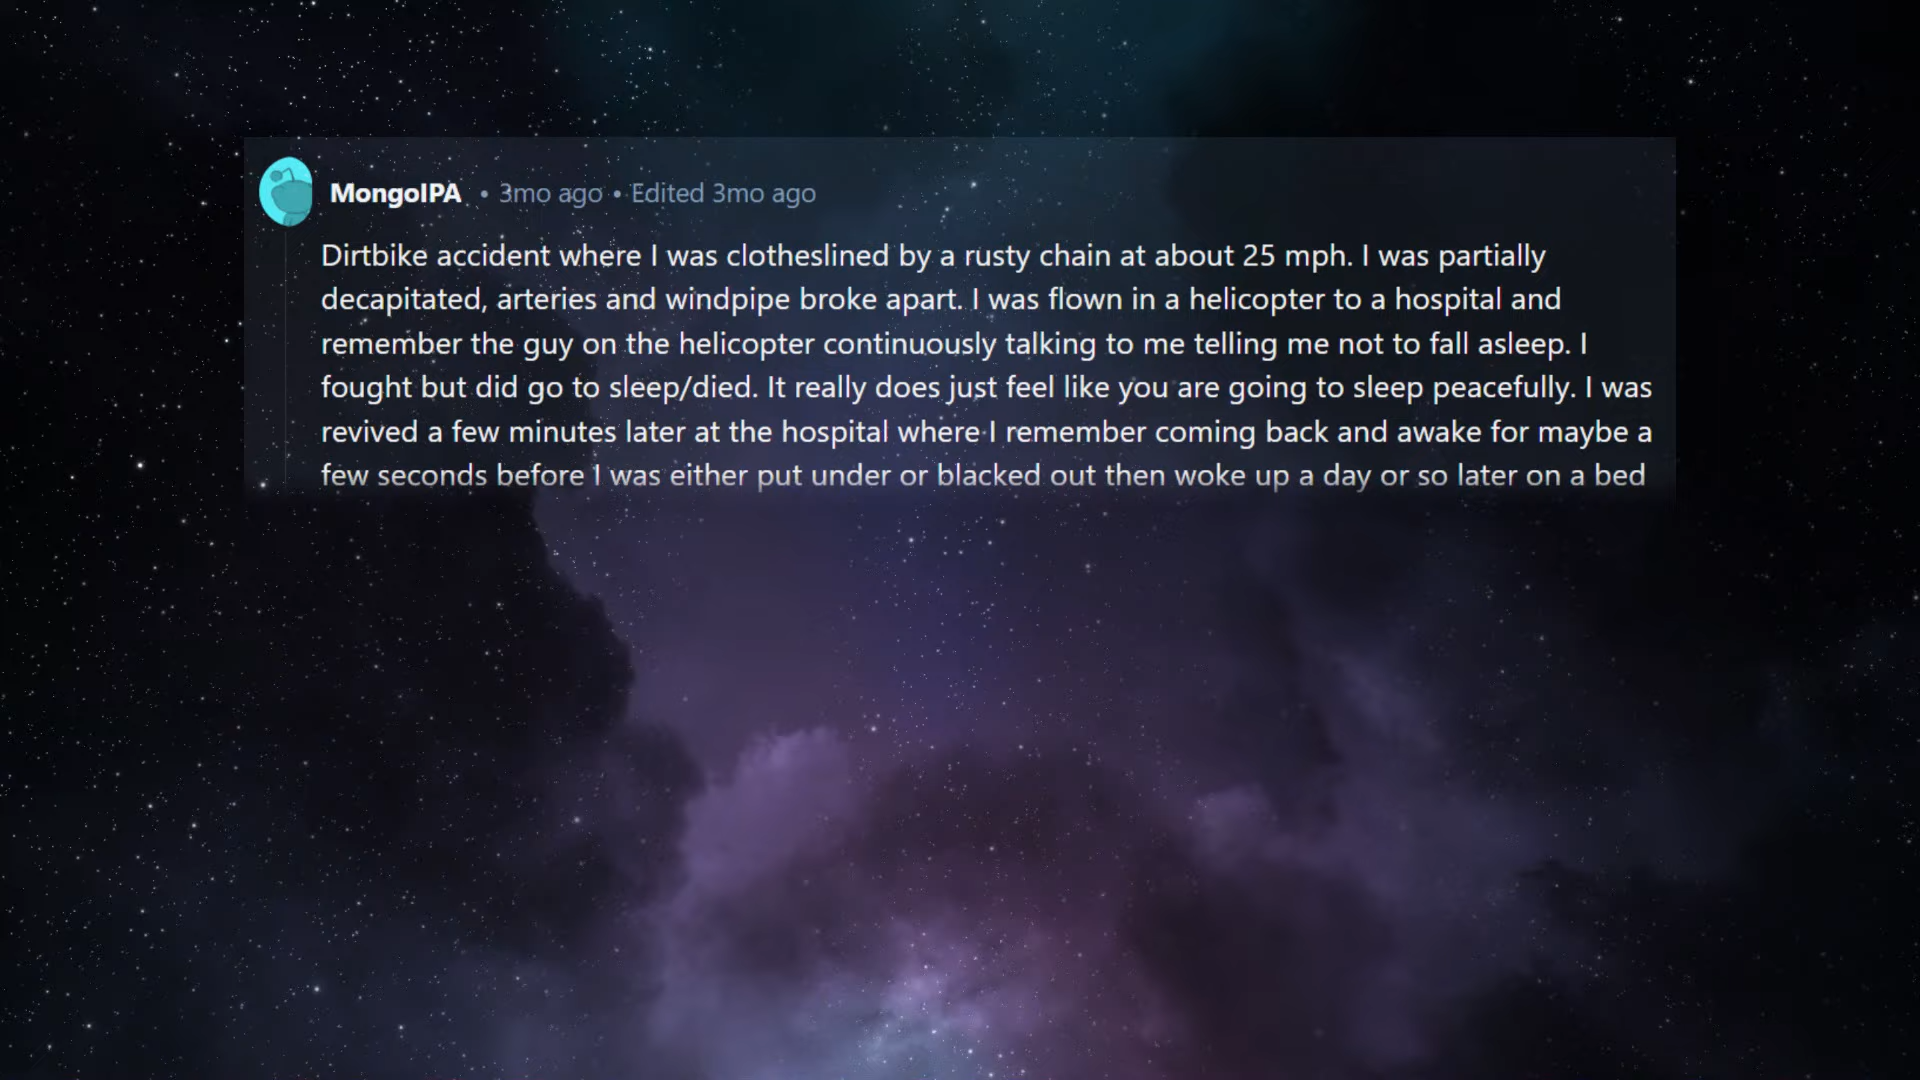 MongoIPA • 3mo ago • Edited 3mo ago
Dirtbike accident where I was clotheslined by a rusty chain at about 25 mph. I was partially
decapitated, arteries and windpipe broke apart. I was flown in a helicopter to a hospital and
remember the guy on the helicopter continuously talking to me telling me not to fall asleep. I
fought but did go to sleep/died. It really does just feel like you are going to sleep peacefully. I was
revived a few minutes later at the hospital where I remember coming back and awake for maybe a
few seconds before I was either put under or blacked out then woke up a day or so later on a bed